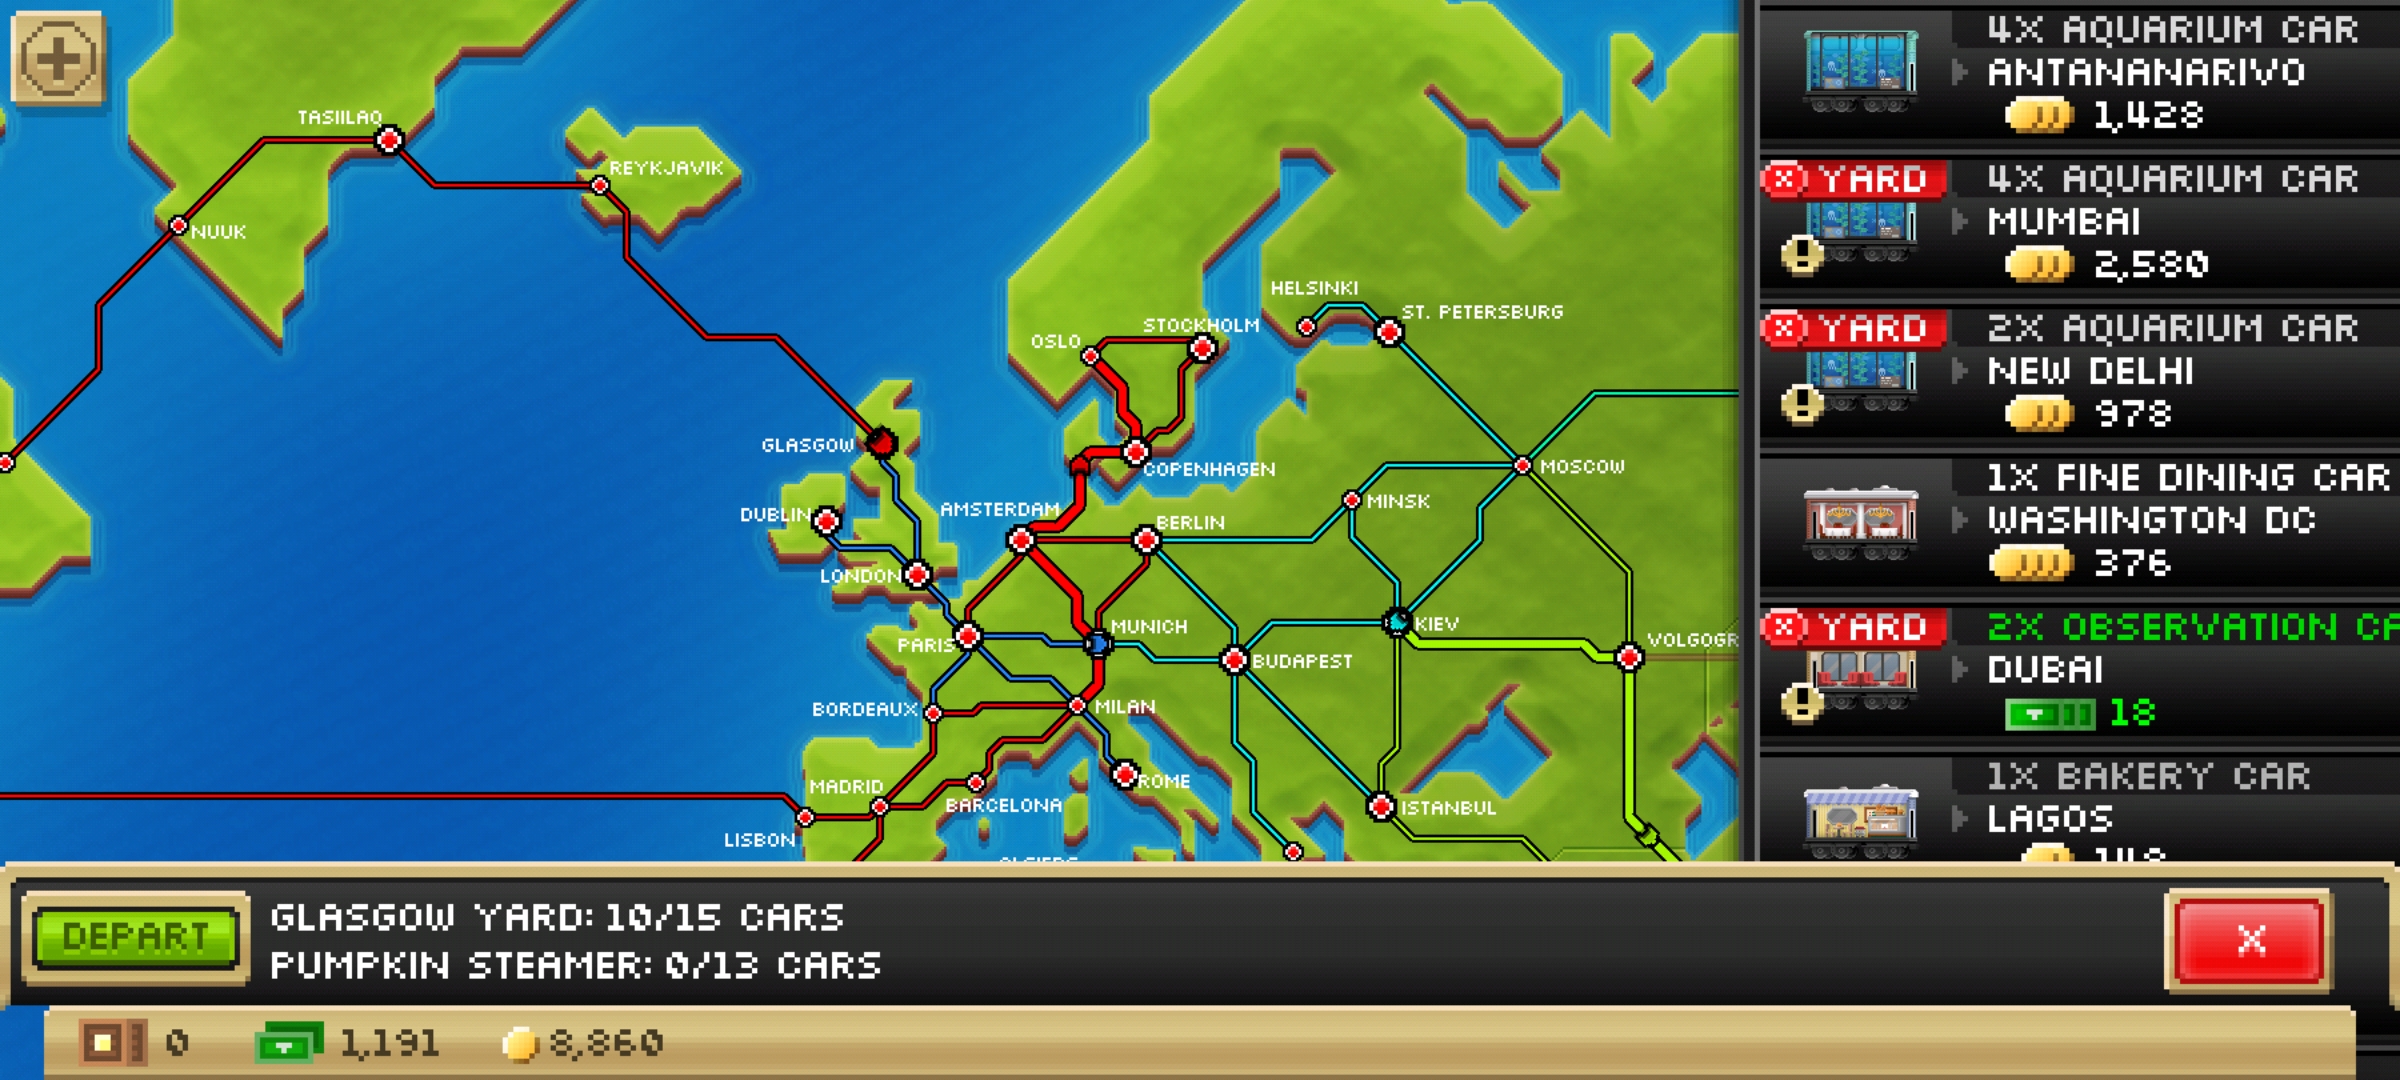 TASIILAQ
REYKJAVIK
NUUK
HELSINKI
ST. PETERSBURG
STOCKHOLM
OSLO
GLASGOW
COPENHAGEN
MOSCOW
MINSK
AMSTERDAM
DUBLIN
BERLIN
LONDON
MUNICH
KIEV
PARIS
VOLGOGR
BUDAPEST
BORDEAUX
MILAN
ROME
MADRID
BARCELONA
ISTANBUL
LISBON
4X AQUARIUM CAR
ANTANANARIVO
1,428
YARD
4X AQUARIUM CAR
MUMBAI
2,580
YARD
2X AQUARIUM CAR
NEW DELHI
978
1X FINE DINING CAR
WASHINGTON DC
376
YARD
2X OBSERVATION CA
DUBAI
18
1X BAKERY CAR
LAGOS
DEPART
GLASGOW YARD: 10/15 CARS
PUMPKIN STEAMER: 0/13 CARS
X
0
1,191
8,860